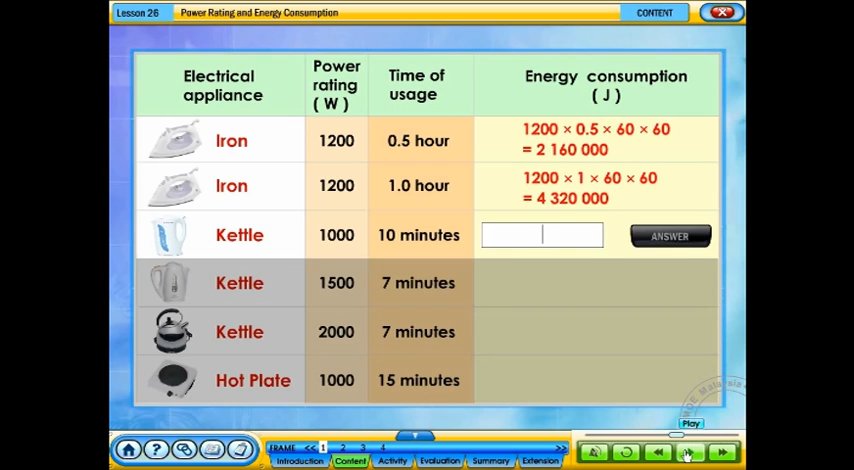 Lesson 26
Power Rating and Energy Consumption
CONTENT
Electrical
appliance
Power
rating
( W )
Time of
usage
Energy consumption
( J )
Iron
1200
0.5 hour
1200 × 0.5 × 60 × 60
= 2 160 000
Iron
1200
1.0 hour
1200 × 1 × 60 × 60
= 4 320 000
Kettle
1000
10 minutes
ANSWER
Kettle
1500
7 minutes
Kettle
2000
7 minutes
Hot Plate
1000
15 minutes
Play
FRAME << 1 2 3 4 >>
Introduction Content Activity Evaluation Summary Extension